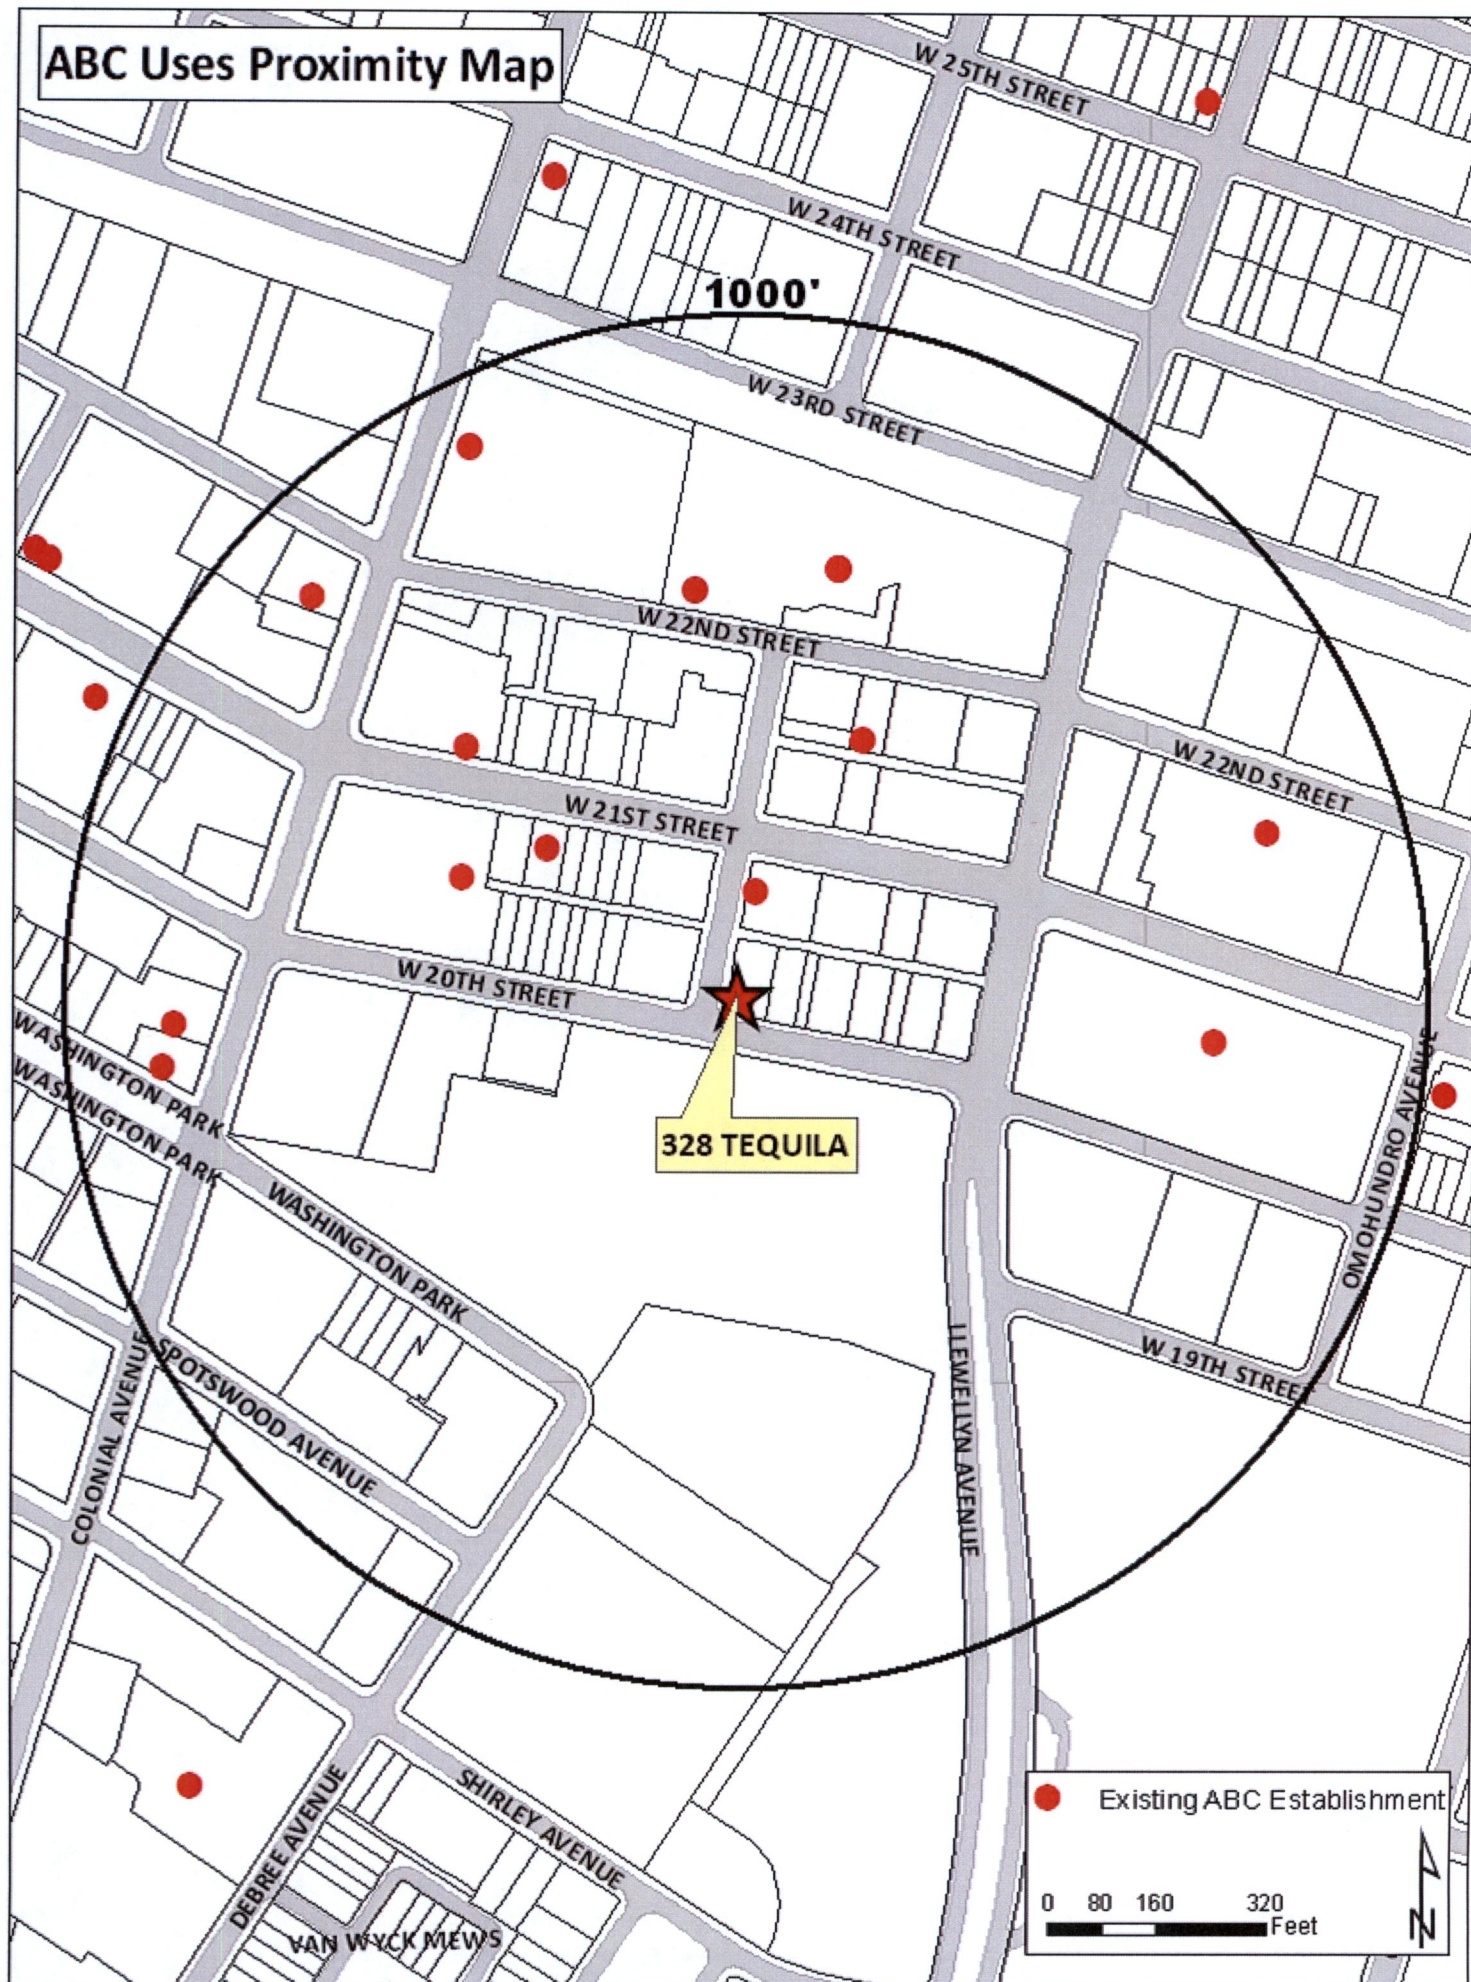 ABC Uses Proximity Map
W 25TH STREET
W 24TH STREET
1000'
W 23RD STREET
W 22ND STREET
W 22ND STREET
W 21ST STREET
W 20TH STREET
WASHINGTON PARK
WASHINGTON PARK
328 TEQUILA
OMOHUNDRO AVENUE
WASHINGTON PARK
W 19TH STREET
LLEWELLYN AVENUE
SPOTSWOOD AVENUE
COLONIAL AVENUE
SHIRLEY AVENUE
DEBREE AVENUE
VAN WYCK MEWS
Existing ABC Establishment
0 80 160 320
Feet
N